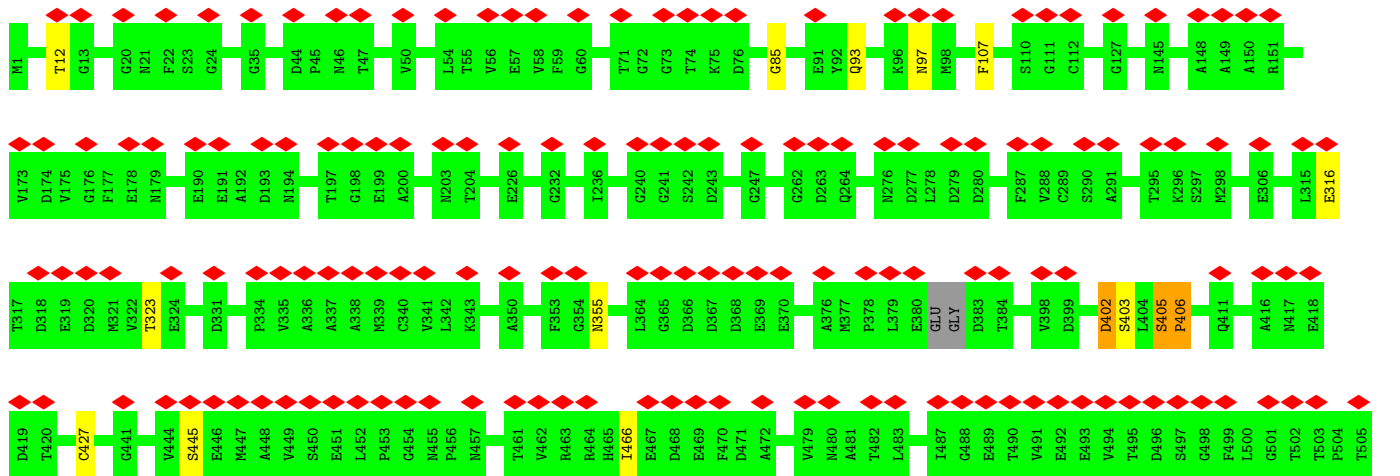 M1 T12 G13 G20 N21 F22 S23 G24 G35 D44 P45 N46 T47 V50 L54 T55 V56 E57 V58 F59 G60 T71 G72 G73 T74 K75 D76 G85 E91 Y92 Q93 K96 N97 M98 F107 S110 G111 C112 G127 N145 A148 A149 A150 R151
V173 D174 V175 G176 F177 E178 N179 E190 E191 A192 D193 N194 T197 G198 E199 A200 N203 T204 E226 G232 I236 G240 G241 S242 D243 G247 G262 D263 Q264 N276 D277 L278 D279 D280 F287 V288 C289 S290 A291 T295 K296 S297 M298 E306 L315 E316
T317 D318 E319 D320 M321 V322 T323 E324 D331 P334 V335 A336 A337 A338 M339 C340 V341 L342 K343 A350 F353 G354 N355 L364 G365 D366 D367 D368 E369 E370 A376 M377 P378 L379 E380 GLU GLY D383 T384 V398 D399 D402 S403 L404 S405 P406 Q411 A416 N417 E418
D419 T420 C427 G441 V444 S445 E446 M447 A448 V449 S450 E451 L452 P453 G454 N455 P456 N457 T461 V462 R463 R464 H465 I466 E467 D468 E469 F470 D471 A472 V479 N480 A481 T482 L483 I487 G488 E489 T490 V491 E492 E493 V494 T495 D496 S497 G498 F499 L500 G501 T502 T503 P504 T505